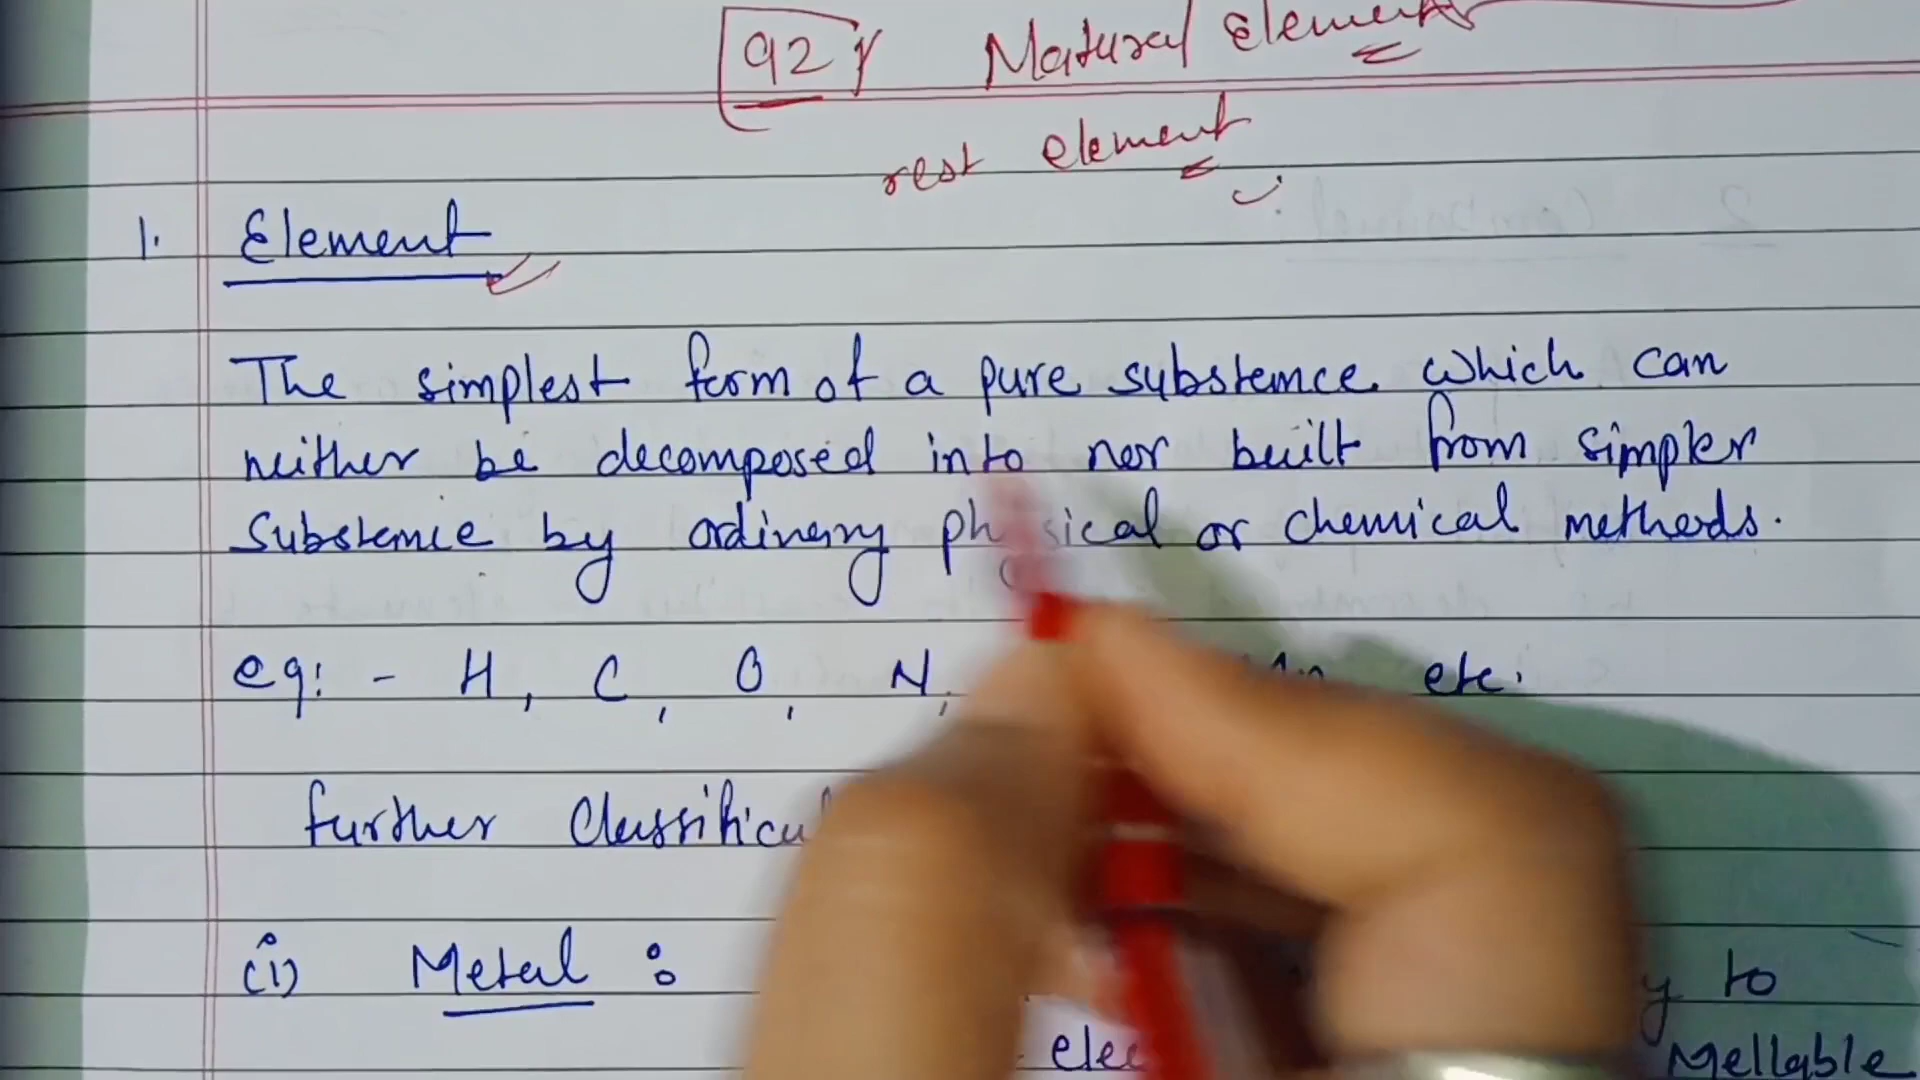 92 Natural Element
rest element
1. Element
The simplest form of a pure substance which can
neither be decomposed into nor built from simpler
Substance by ordinary physical or chemical methods.
eg:- H, C, O, N, etc.
further
(i) Metal :
to
Mellable